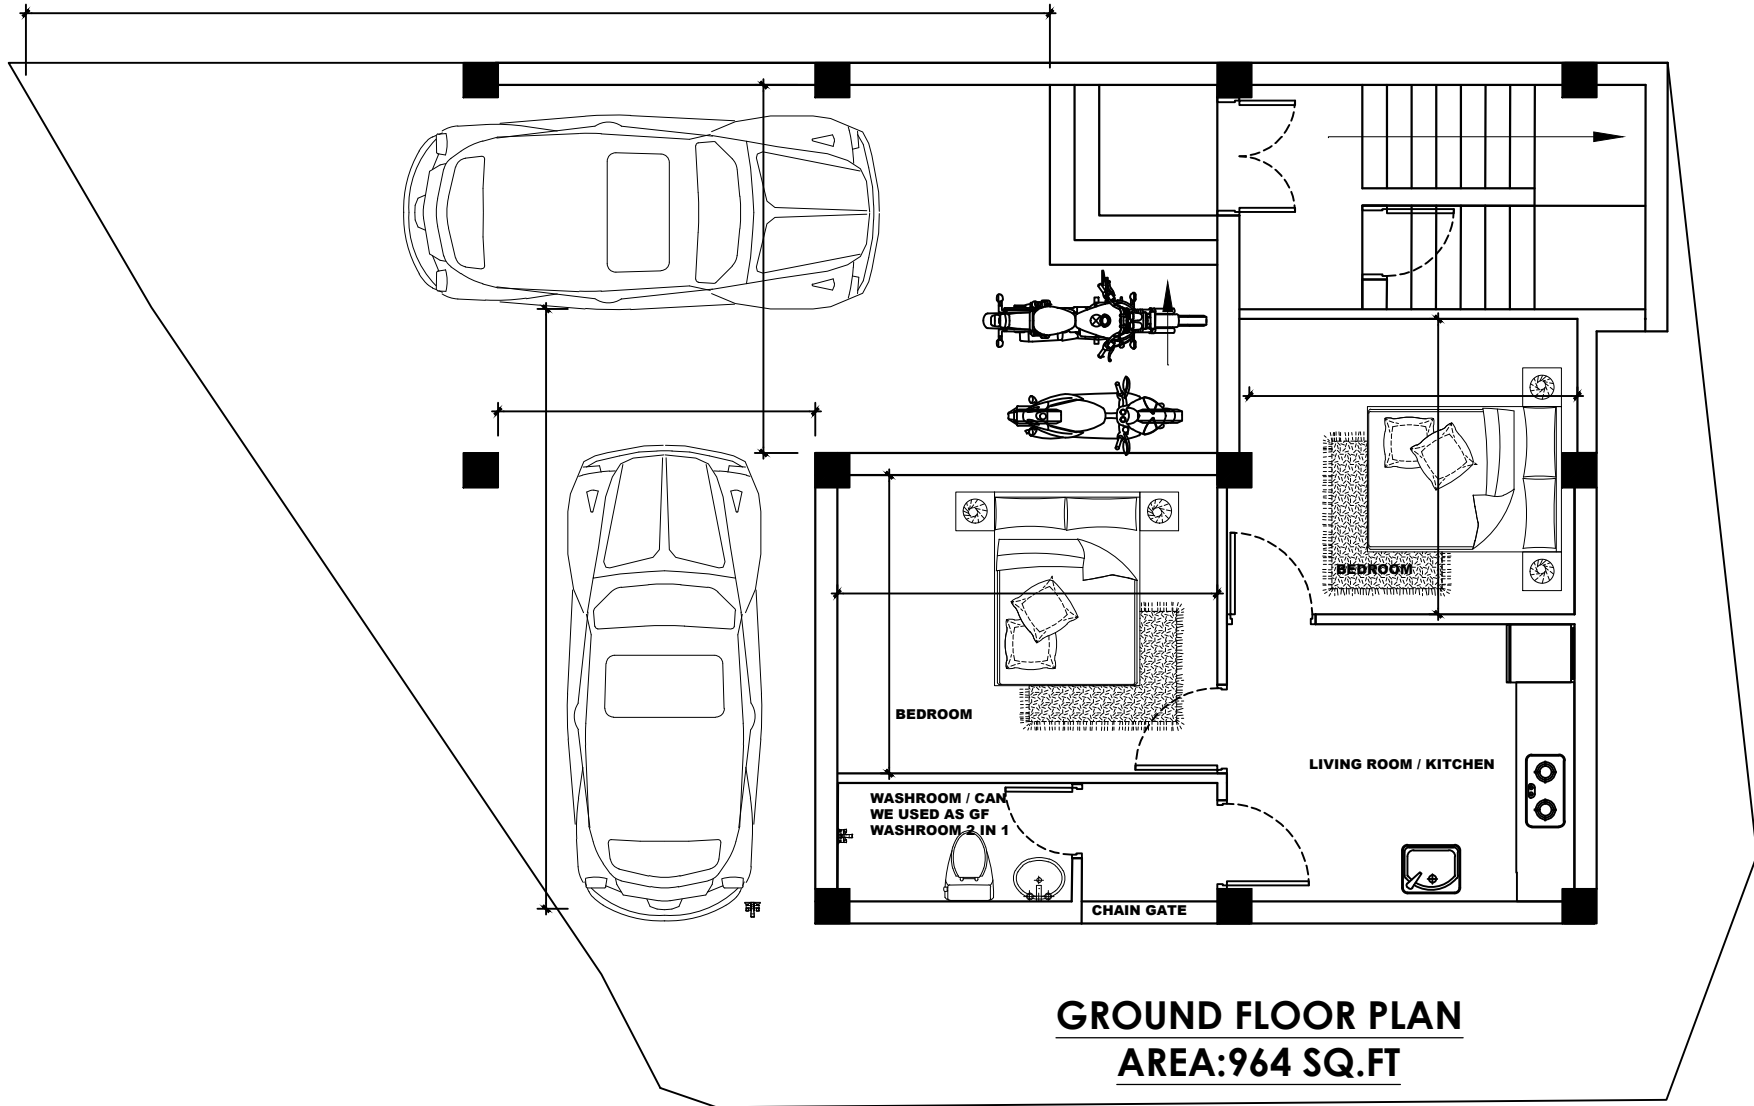 BEDROOM
BEDROOM
LIVING ROOM / KITCHEN
WASHROOM / CAN
WE USED AS GF
WASHROOM 2 IN 1
CHAIN GATE
GROUND FLOOR PLAN
AREA:964 SQ.FT